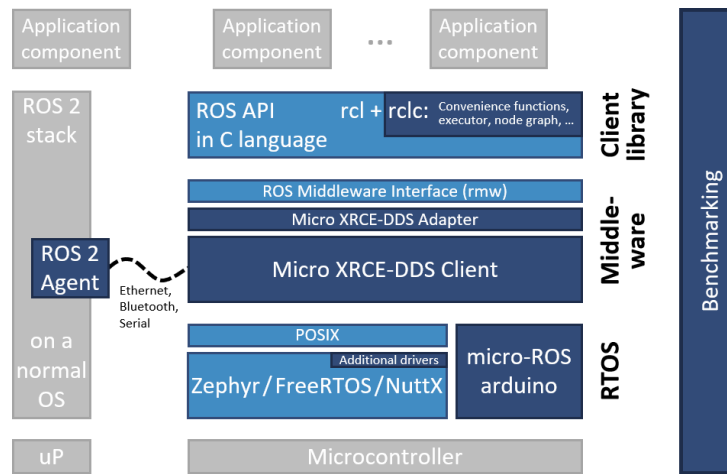 Application
component
Application
component
...
Application
component
ROS 2
stack
ROS API
in C language
rcl +
rclc:
Convenience functions,
executor, node graph, ...
Client
library
ROS Middleware Interface (rmw)
Micro XRCE-DDS Adapter
Micro XRCE-DDS Client
Middle-
ware
ROS 2
Agent
Ethernet,
Bluetooth,
Serial
on a
normal
OS
POSIX
Additional drivers
Zephyr/FreeRTOS/NuttX
micro-ROS
arduino
RTOS
uP
Microcontroller
Benchmarking